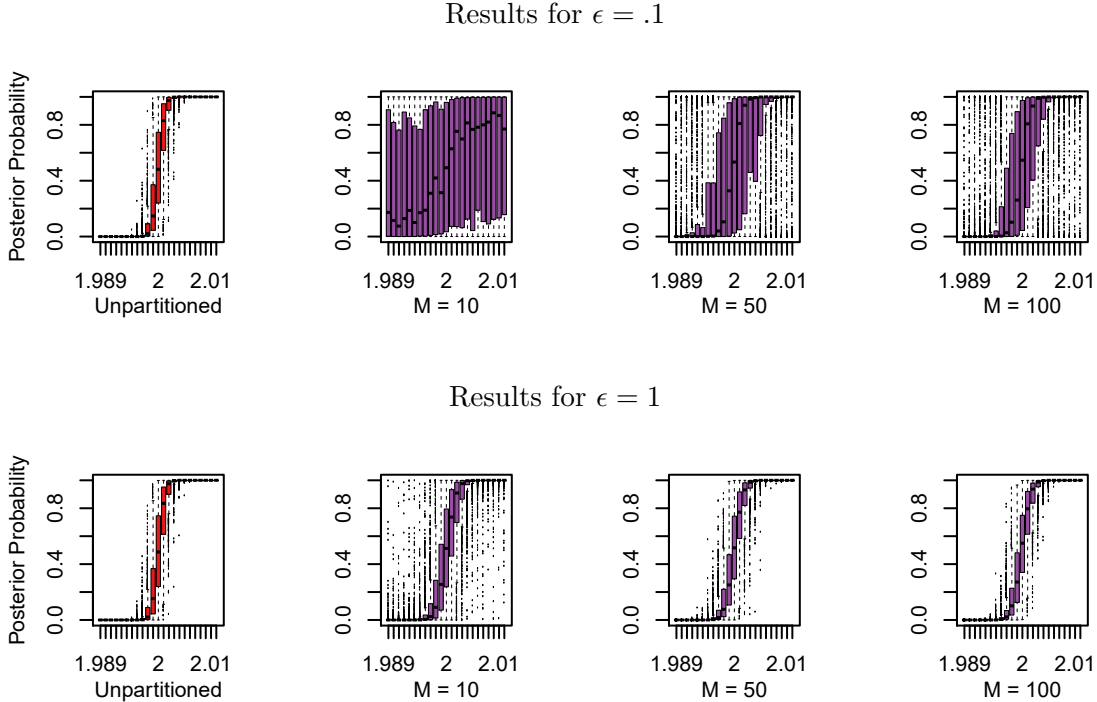 Results for ϵ = .1
Posterior Probability
0.0 0.4 0.8
1.989 2 2.01
Unpartitioned
0.0 0.4 0.8
1.989 2 2.01
M = 10
0.0 0.4 0.8
1.989 2 2.01
M = 50
0.0 0.4 0.8
1.989 2 2.01
M = 100
Results for ϵ = 1
Posterior Probability
0.0 0.4 0.8
1.989 2 2.01
Unpartitioned
0.0 0.4 0.8
1.989 2 2.01
M = 10
0.0 0.4 0.8
1.989 2 2.01
M = 50
0.0 0.4 0.8
1.989 2 2.01
M = 100